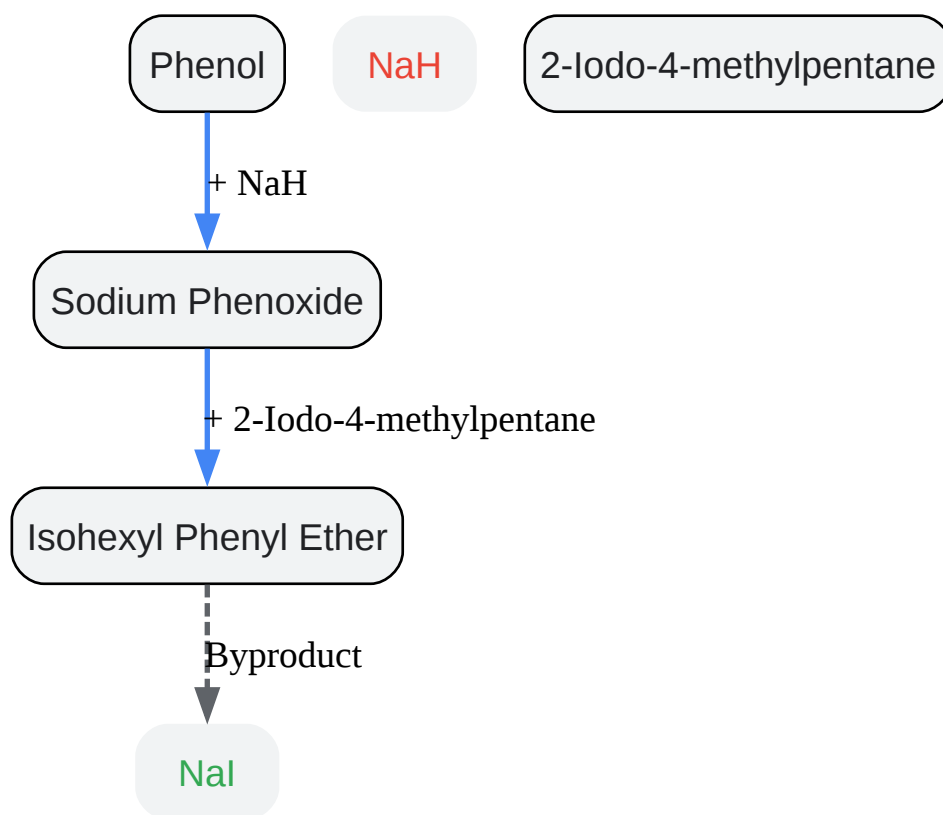 Phenol
NaH
2-Iodo-4-methylpentane
+ NaH
Sodium Phenoxide
+ 2-Iodo-4-methylpentane
Isohexyl Phenyl Ether
Byproduct
NaI